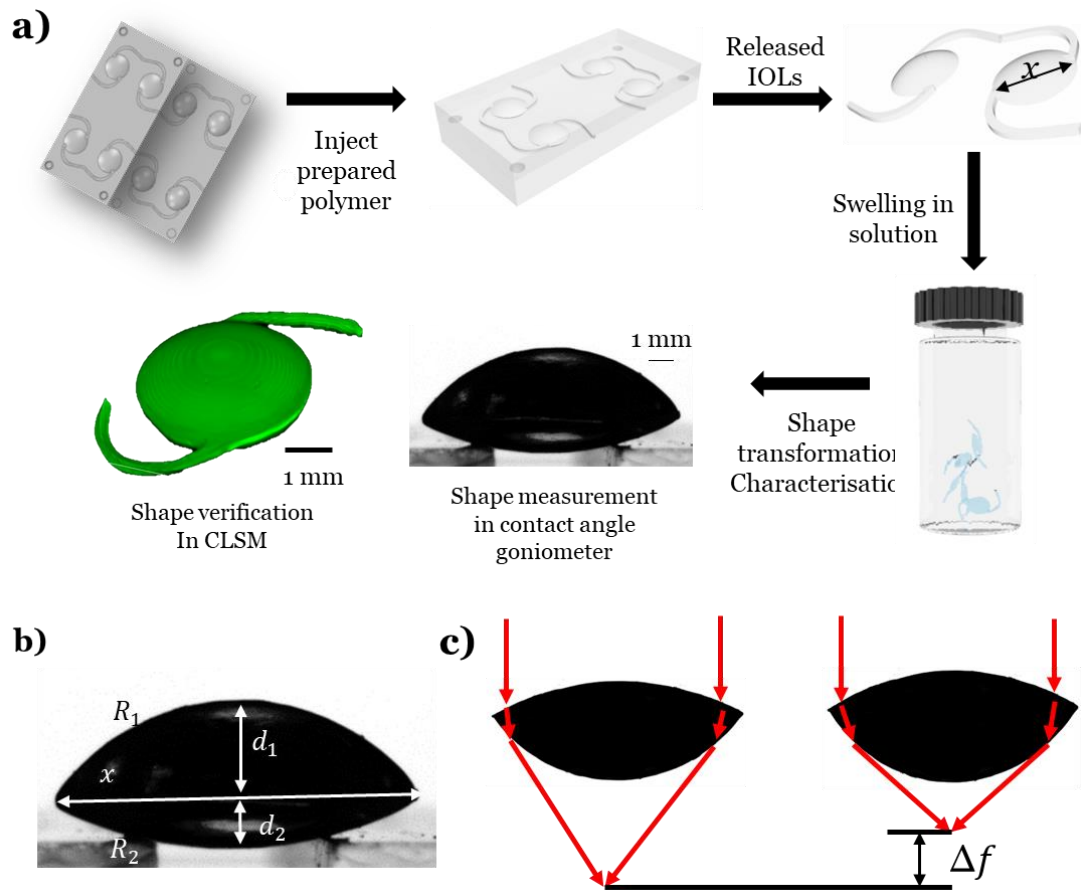 a)
Inject
prepared
polymer
Released
IOLs
x
Swelling in
solution
Shape
transformation
Characterisatio
1 mm
Shape measurement
in contact angle
goniometer
1 mm
Shape verification
In CLSM
b)
R₁
d₁
x
d₂
R₂
c)
Δf